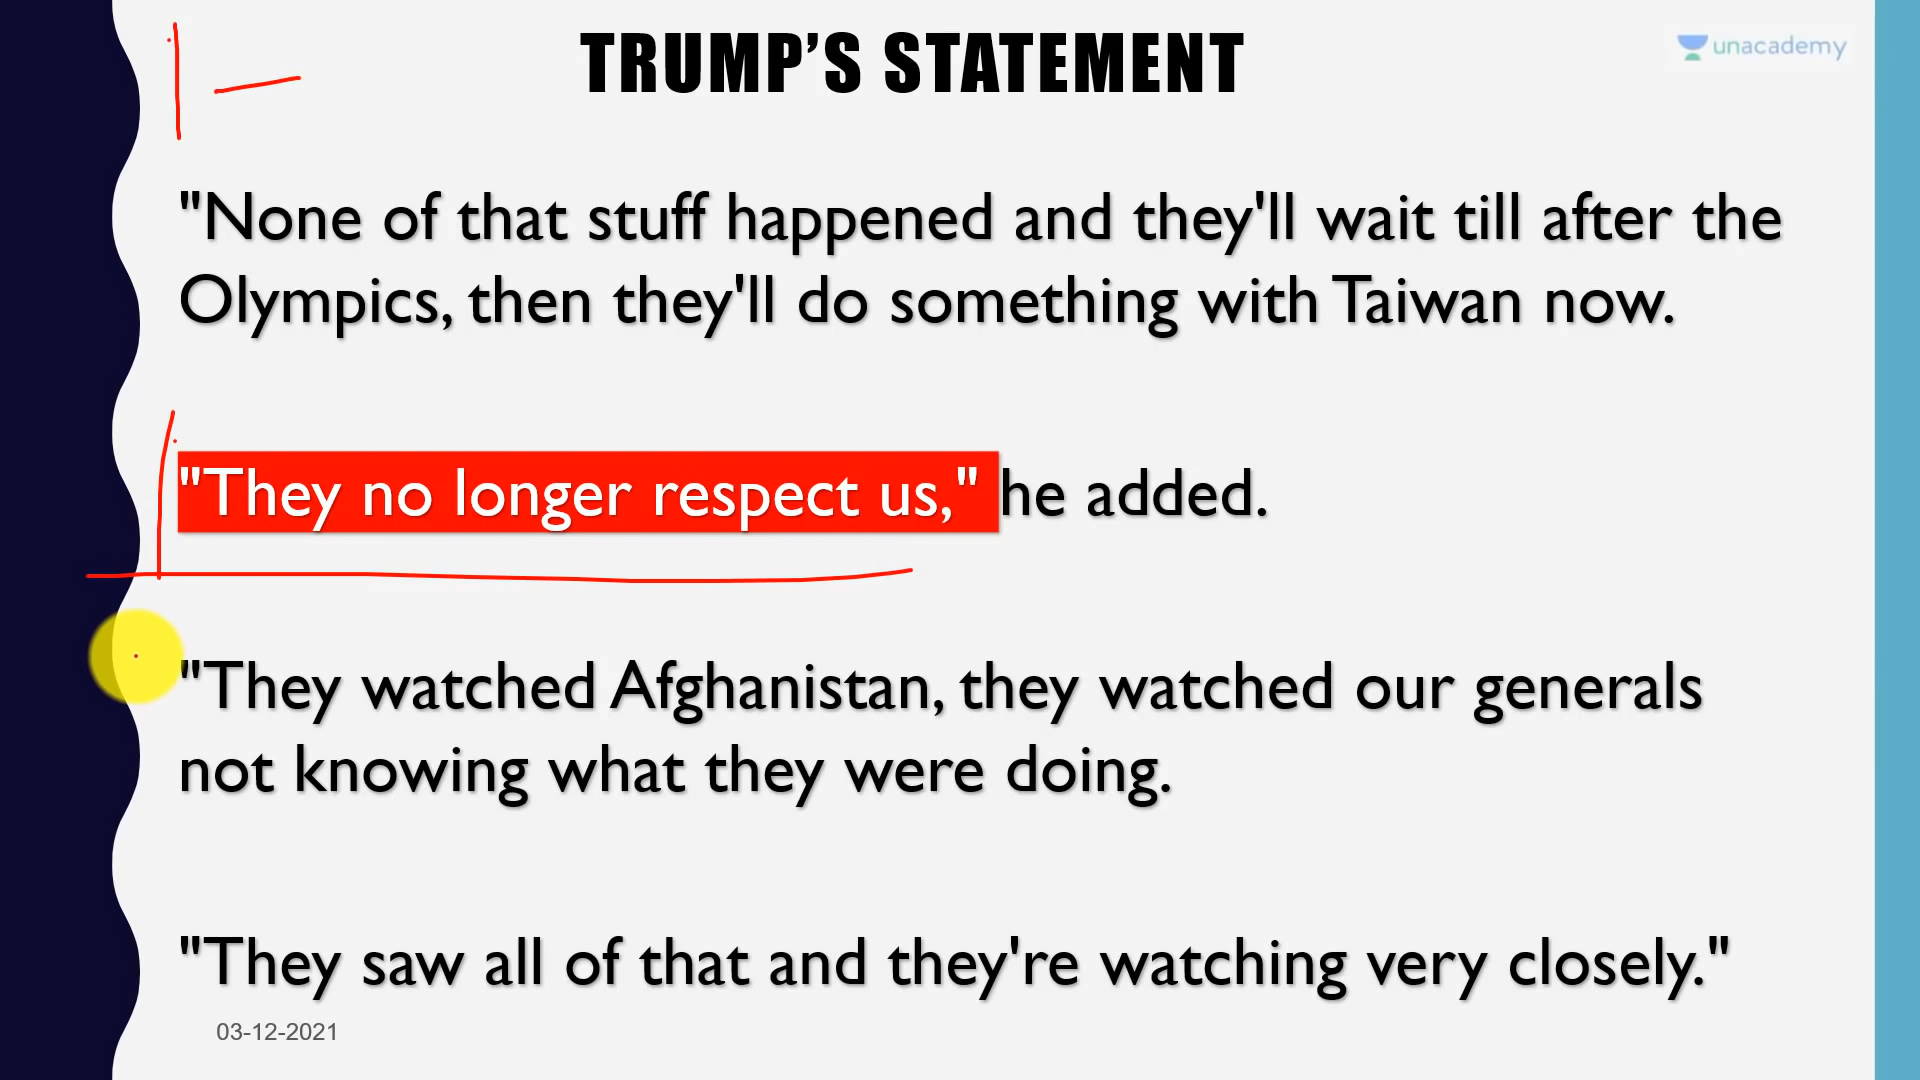 TRUMP'S STATEMENT
unacademy
"None of that stuff happened and they'll wait till after the
Olympics, then they'll do something with Taiwan now.
"They no longer respect us," he added.
"They watched Afghanistan, they watched our generals
not knowing what they were doing.
"They saw all of that and they're watching very closely."
03-12-2021